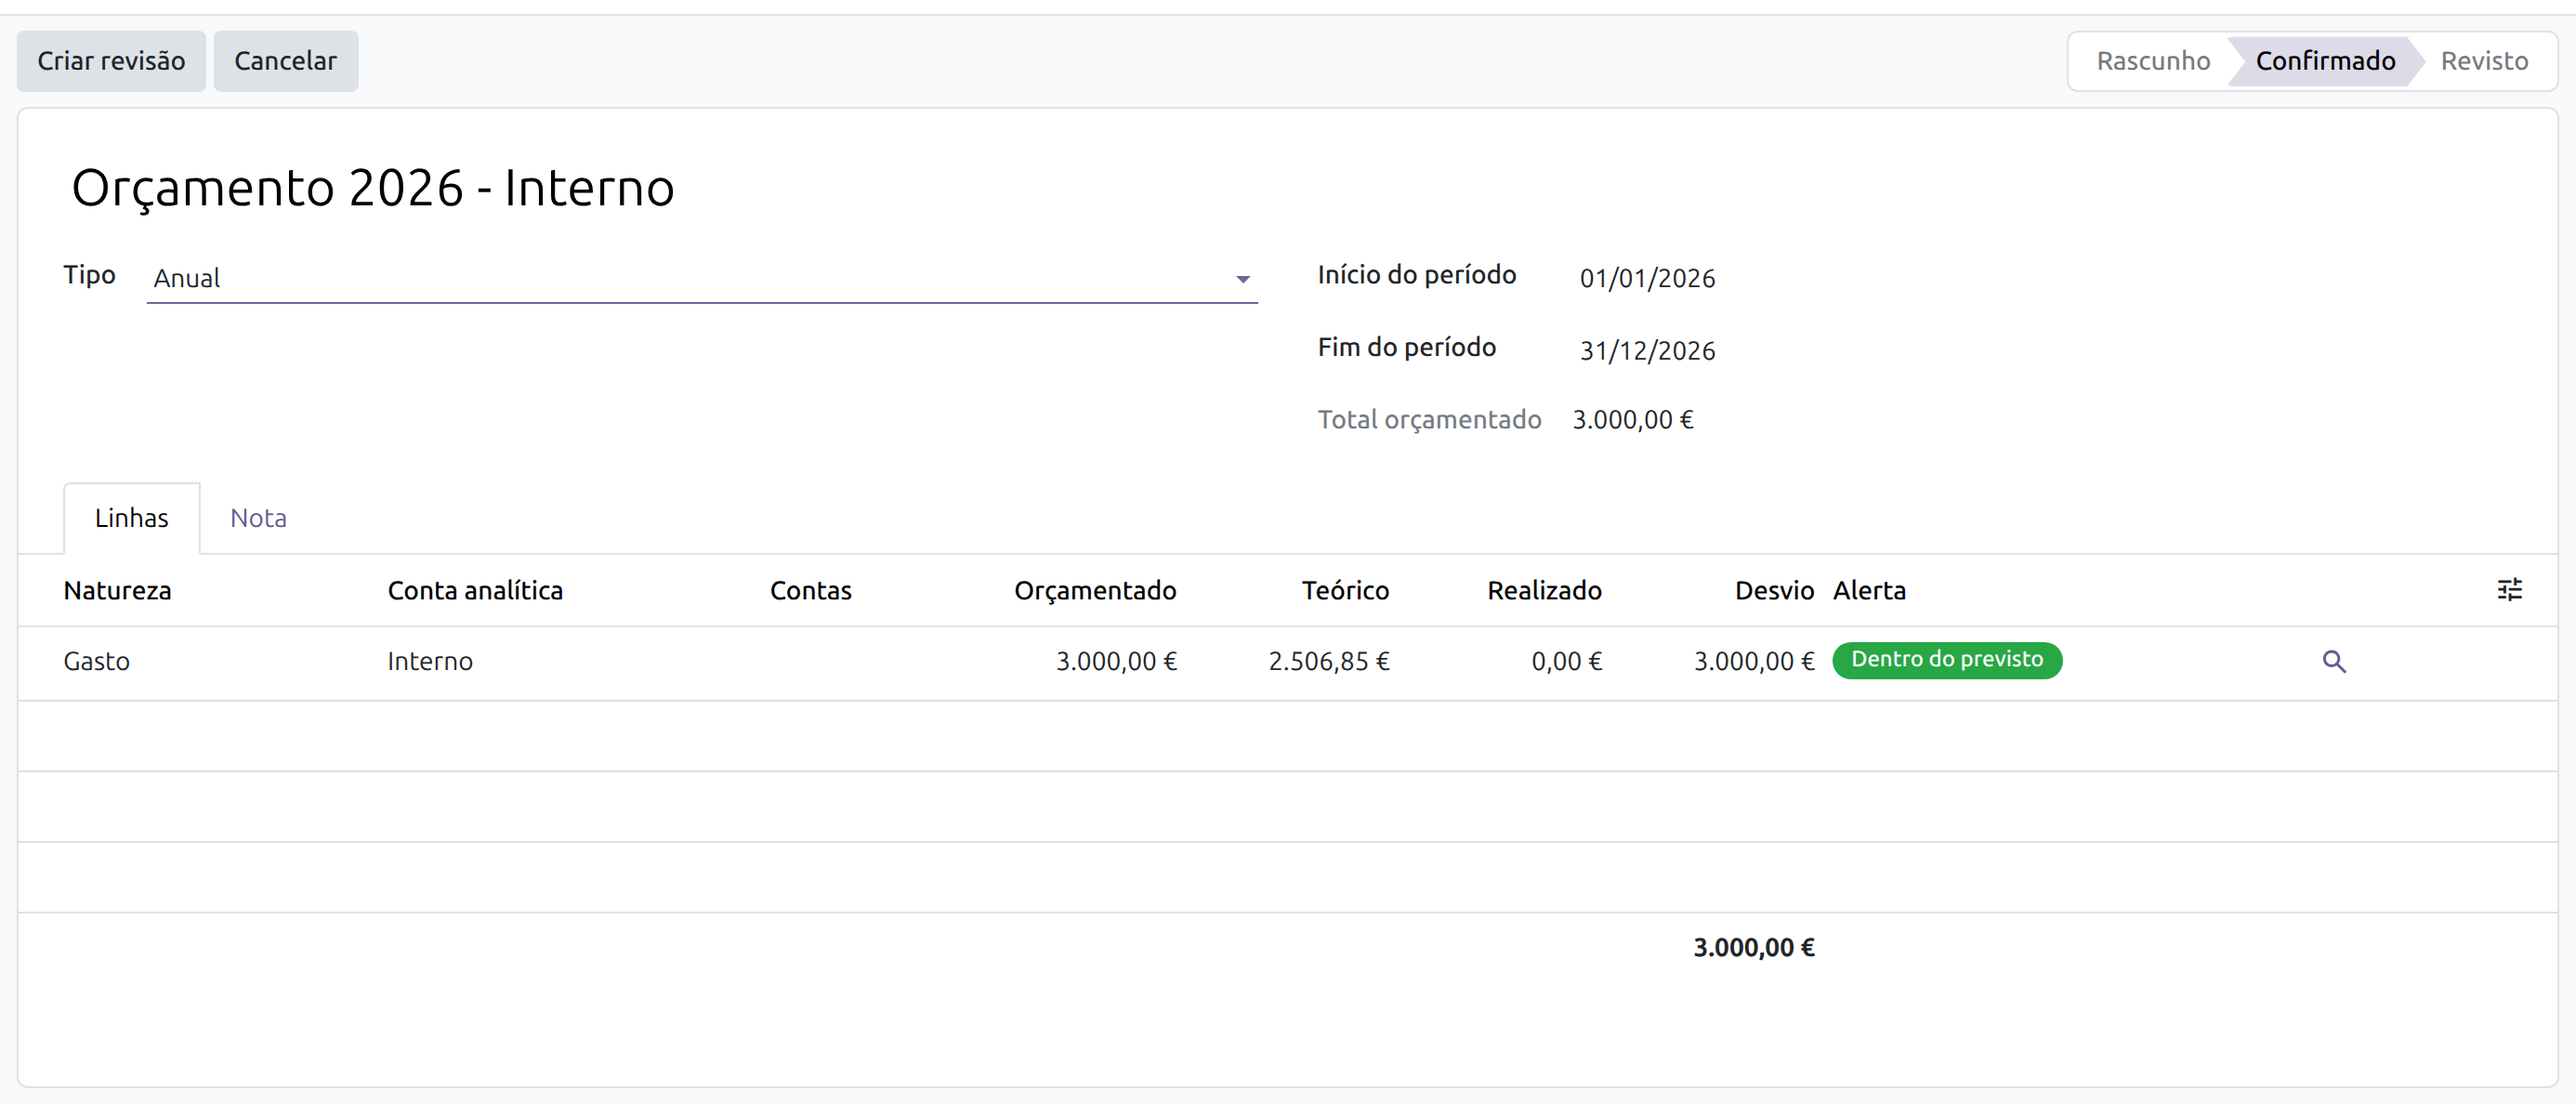 Criar revisão Cancelar Rascunho Confirmado Revisto
Orçamento 2026 - Interno
Tipo Anual Início do período 01/01/2026
Fim do período 31/12/2026
Total orçamentado 3.000,00 €
Linhas Nota
Natureza Conta analítica Contas Orçamentado Teórico Realizado Desvio Alerta
Gasto Interno 3.000,00 € 2.506,85 € 0,00 € 3.000,00 € Dentro do previsto
3.000,00 €